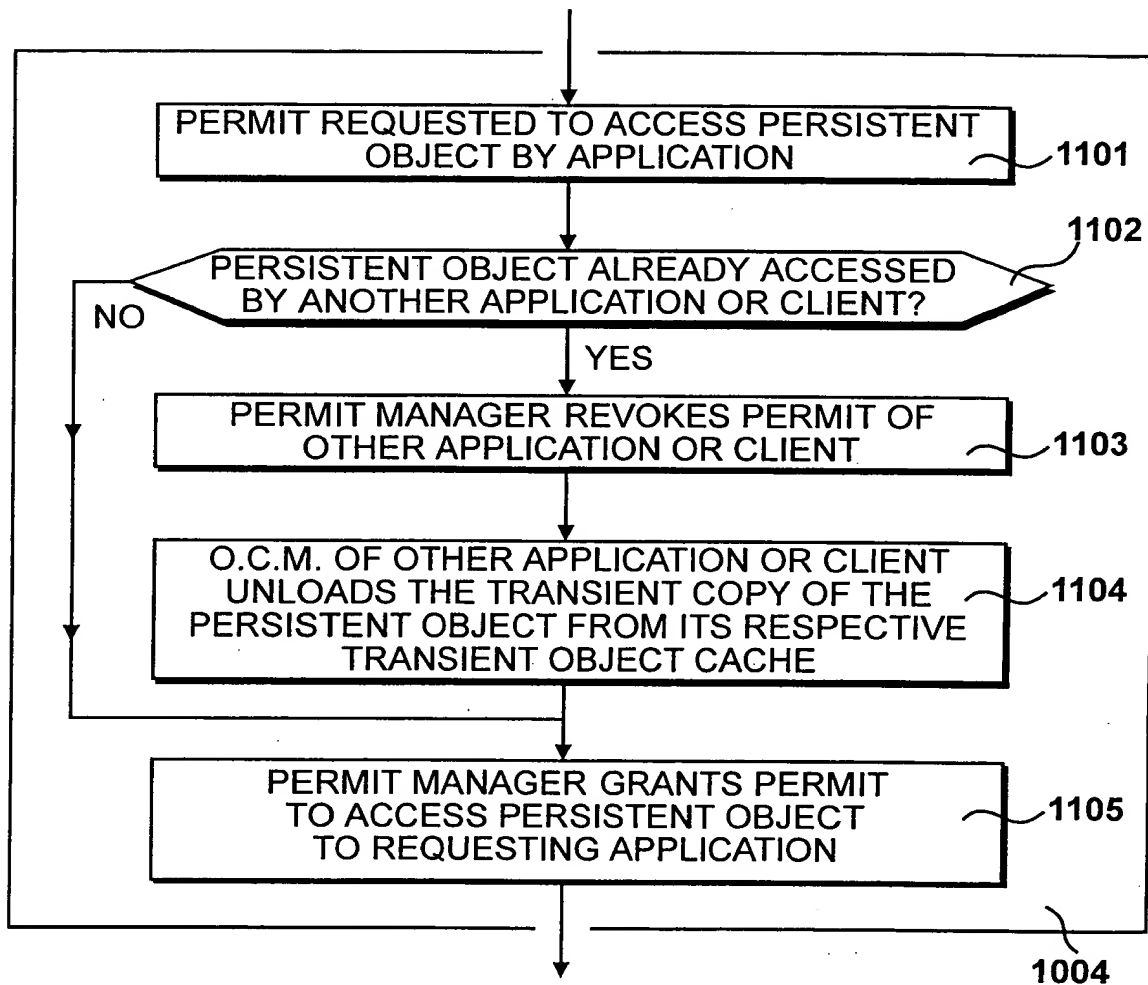 PERMIT REQUESTED TO ACCESS PERSISTENT
OBJECT BY APPLICATION
1101
1102
PERSISTENT OBJECT ALREADY ACCESSED
BY ANOTHER APPLICATION OR CLIENT?
NO
YES
PERMIT MANAGER REVOKES PERMIT OF
OTHER APPLICATION OR CLIENT
1103
O.C.M. OF OTHER APPLICATION OR CLIENT
UNLOADS THE TRANSIENT COPY OF THE
PERSISTENT OBJECT FROM ITS RESPECTIVE
TRANSIENT OBJECT CACHE
1104
PERMIT MANAGER GRANTS PERMIT
TO ACCESS PERSISTENT OBJECT
TO REQUESTING APPLICATION
1105
1004